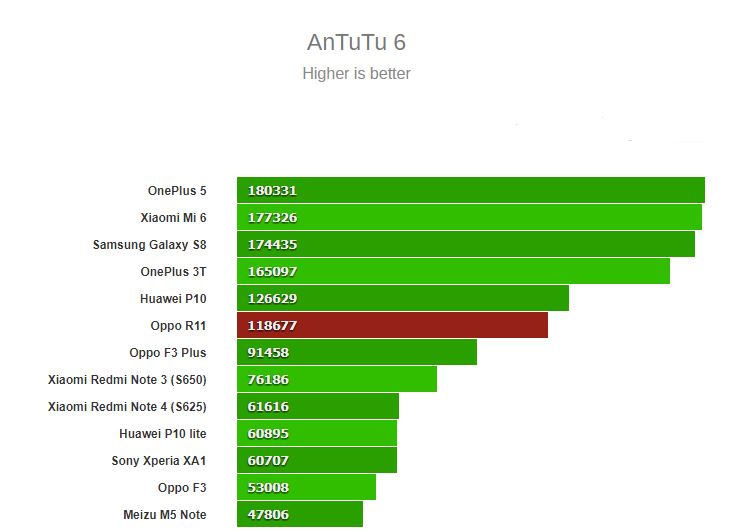 AnTuTu 6
Higher is better
OnePlus 5 180331
Xiaomi Mi 6 177326
Samsung Galaxy S8 174435
OnePlus 3T 165097
Huawei P10 126629
Oppo R11 118677
Oppo F3 Plus 91458
Xiaomi Redmi Note 3 (S650) 76186
Xiaomi Redmi Note 4 (S625) 61616
Huawei P10 lite 60895
Sony Xperia XA1 60707
Oppo F3 53008
Meizu M5 Note 47806